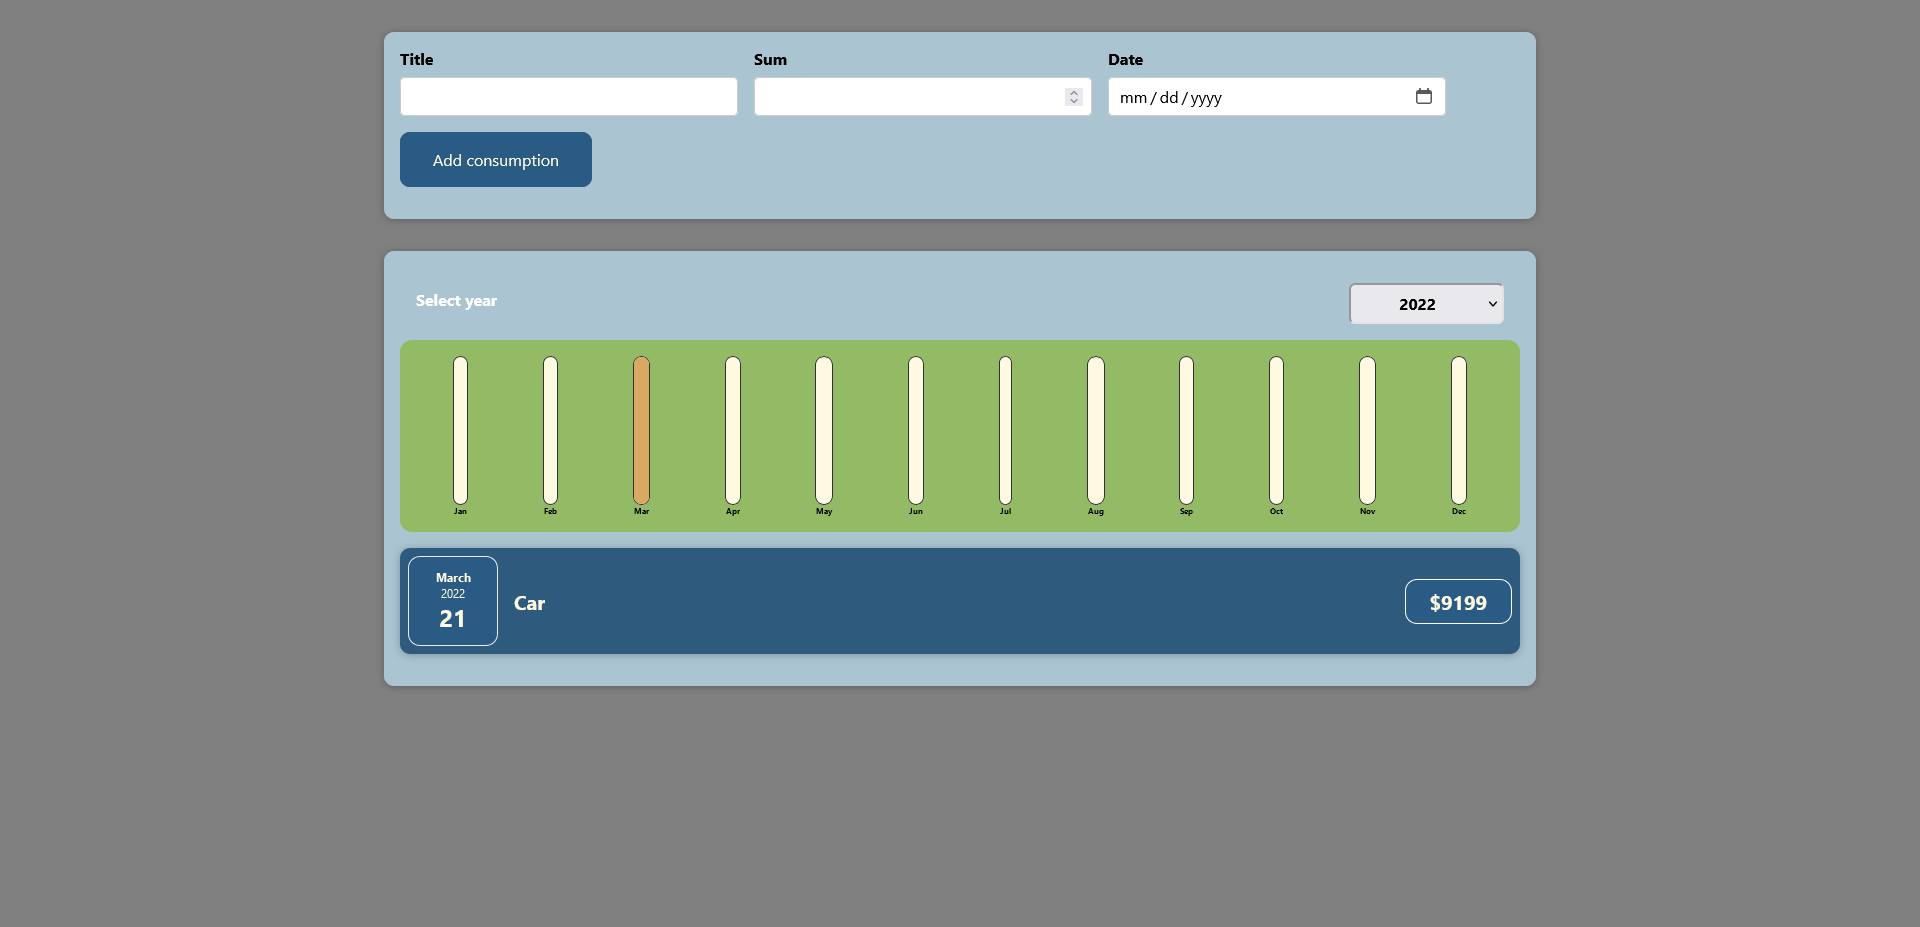 Title Sum Date
mm/dd/yyyy
Add consumption
Select year 2022
Jan Feb Mar Apr May Jun Jul Aug Sep Oct Nov Dec
March
2022
21
Car
$9199